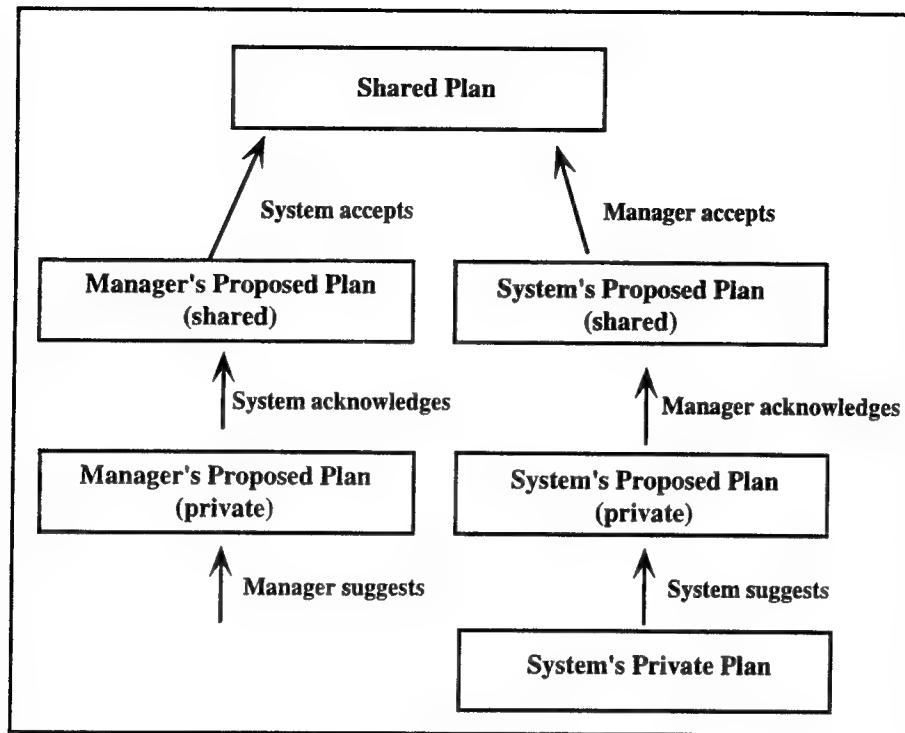 Shared Plan
System accepts
Manager accepts
Manager's Proposed Plan
(shared)
System's Proposed Plan
(shared)
System acknowledges
Manager acknowledges
Manager's Proposed Plan
(private)
System's Proposed Plan
(private)
Manager suggests
System suggests
System's Private Plan